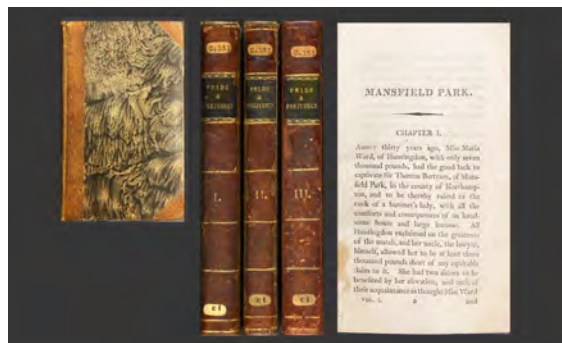 PRIDE
&
PREJUDICE
I.
PRIDE
&
PREJUDICE
II.
PRIDE
&
PREJUDICE
III.
MANSFIELD PARK.
CHAPTER I.
About thirty years ago, Miss Maria
Ward, of Huntingdon, with only seven
thousand pounds, had the good luck to
captivate Sir Thomas Bertram, of Mans-
field Park, in the county of Northamp-
ton, and to be thereby raised to the
rank of a baronet's lady, with all the
comforts and consequences of an hand-
some house and large income. All
Huntingdon exclaimed on the greatness
of the match, and her uncle, the lawyer,
himself, allowed her to be at least three
thousand pounds short of any equitable
claim to it. She had two sisters to be
benefited by her elevation, and such of
their acquaintance as thought Miss Ward
VOL. I. and